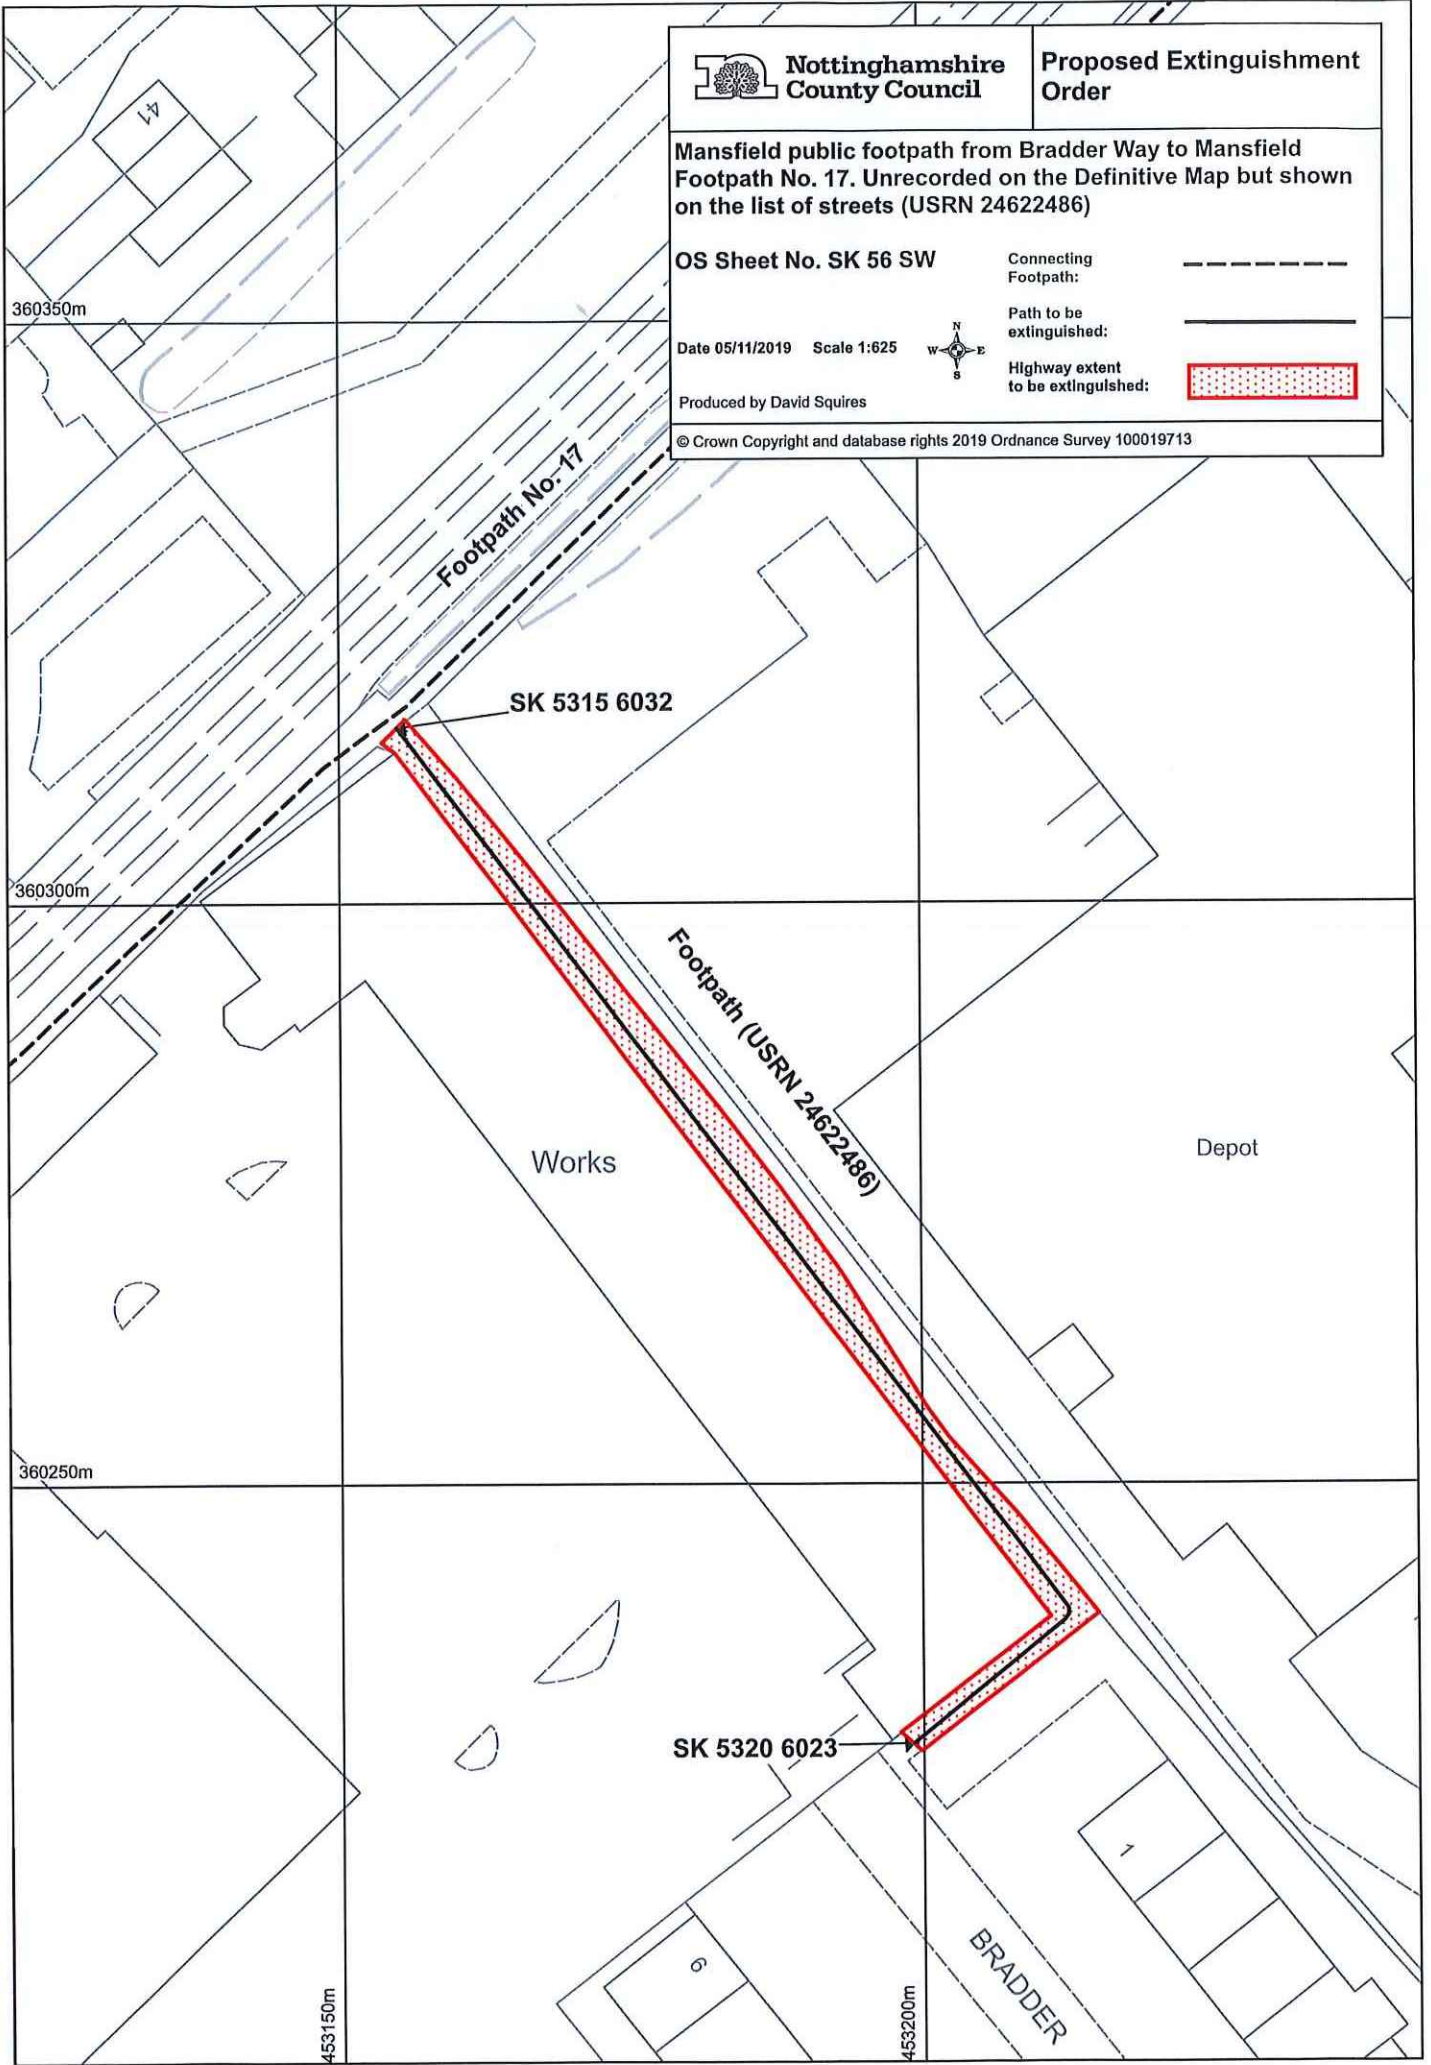 Nottinghamshire
County Council
Proposed Extinguishment
Order
Mansfield public footpath from Bradder Way to Mansfield
Footpath No. 17. Unrecorded on the Definitive Map but shown
on the list of streets (USRN 24622486)
OS Sheet No. SK 56 SW
Connecting
Footpath:
Path to be
extinguished:
Date 05/11/2019 Scale 1:625
N
W E
S
Highway extent
to be extinguished:
Produced by David Squires
© Crown Copyright and database rights 2019 Ordnance Survey 100019713
41
360350m
Footpath No. 17
SK 5315 6032
360300m
Footpath (USRN 24622486)
Works
Depot
360250m
SK 5320 6023
1
6
BRADDER
453150m
453200m